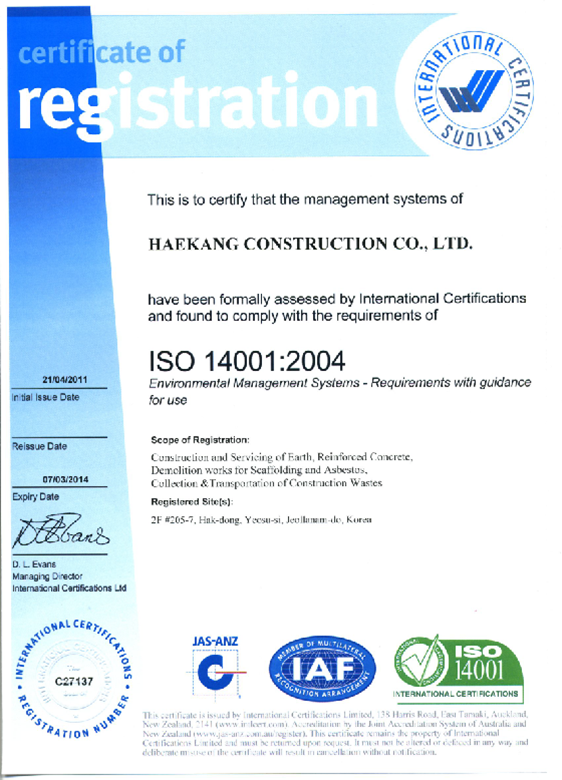 certificate of
registration
INTERNATIONAL CERTIFICATIONS
This is to certify that the management systems of
HAEKANG CONSTRUCTION CO., LTD.
have been formally assessed by International Certifications
and found to comply with the requirements of
ISO 14001:2004
Environmental Management Systems - Requirements with guidance
for use
21/04/2011
Initial Issue Date
Reissue Date
07/03/2014
Expiry Date
D. L. Evans
Managing Director
International Certifications Ltd
Scope of Registration:
Construction and Servicing of Earth, Reinforced Concrete,
Demolition works for Scaffolding and Asbestos,
Collection &Transportation of Construction Wastes
Registered Site(s):
2F #205-7, Hak-dong, Yeosu-si, Jeollanam-do, Korea
INTERNATIONAL CERTIFICATIONS
C27137
REGISTRATION NUMBER
JAS-ANZ
MEMBER OF MULTILATERAL
IAF
RECOGNITION ARRANGEMENT
ISO
14001
INTERNATIONAL CERTIFICATIONS
This certificate is issued by International Certifications Limited, 138 Harris Road, East Tamaki, Auckland,
New Zealand, 2141 (www.intlcert.com). Accreditation by the Joint Accreditation System of Australia and
New Zealand (www.jas-anz.com.au/register). This certificate remains the property of International
Certifications Limited and must be returned upon request. It must not be altered or defaced in any way and
deliberate misuse of the certificate will result in cancellation without notification.